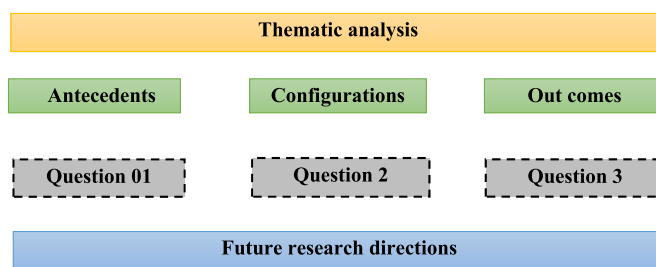 Thematic analysis
Antecedents
Configurations
Out comes
Question 01
Question 2
Question 3
Future research directions